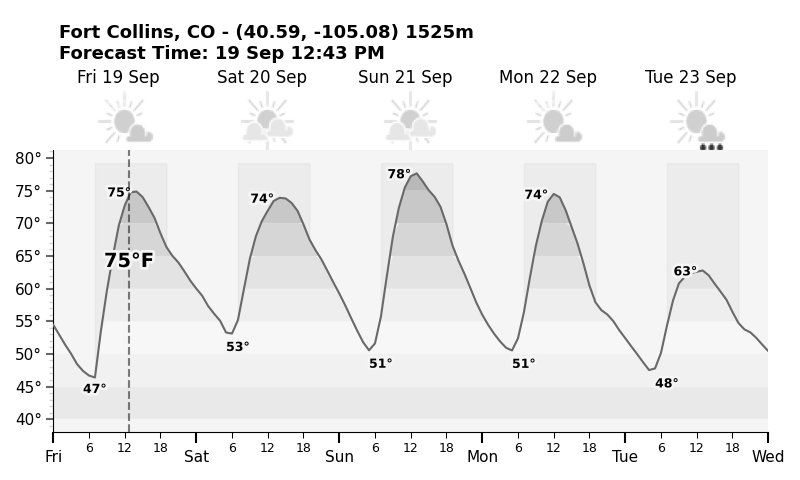 Fort Collins, CO - (40.59, -105.08) 1525m
Forecast Time: 19 Sep 12:43 PM
Fri 19 Sep Sat 20 Sep Sun 21 Sep Mon 22 Sep Tue 23 Sep
80°
75°
70°
65°
60°
55°
50°
45°
40°
75° 74° 78° 74° 63°
75°F
47° 53° 51° 51° 48°
6 12 18 6 12 18 6 12 18 6 12 18 6 12 18
Fri Sat Sun Mon Tue Wed